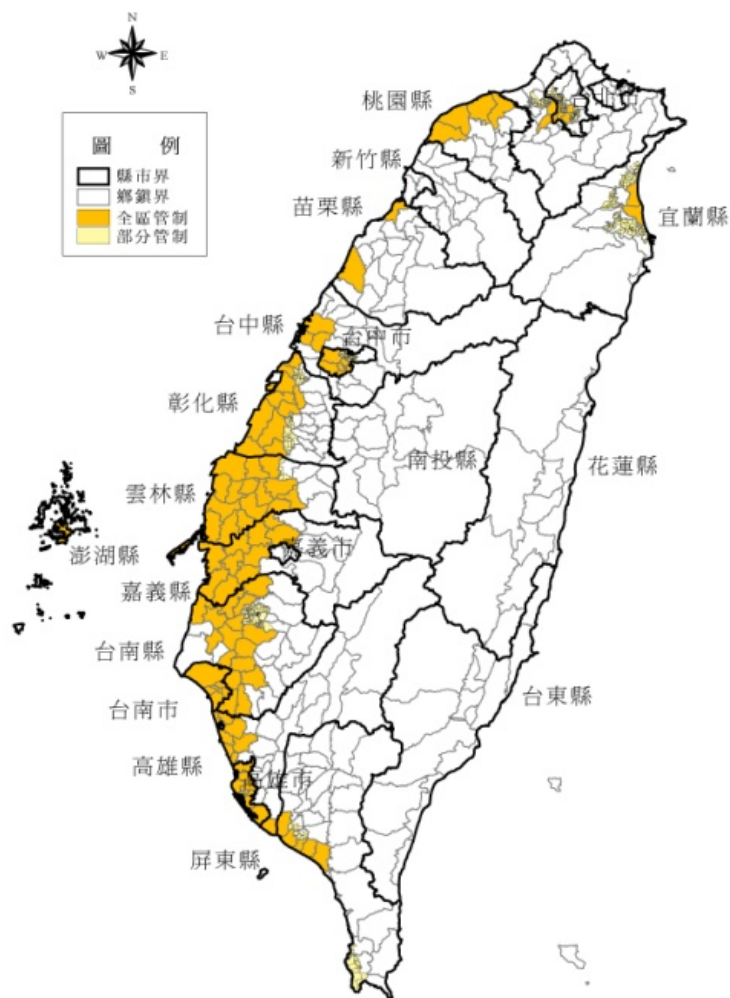 N
W E
S
圖 例
縣市界
鄉鎮界
全區管制
部分管制
桃園縣
新竹縣
苗栗縣
宜蘭縣
台中縣
台中市
彰化縣
南投縣
花蓮縣
雲林縣
澎湖縣
嘉義市
嘉義縣
台南縣
台東縣
台南市
高雄縣
高雄市
屏東縣